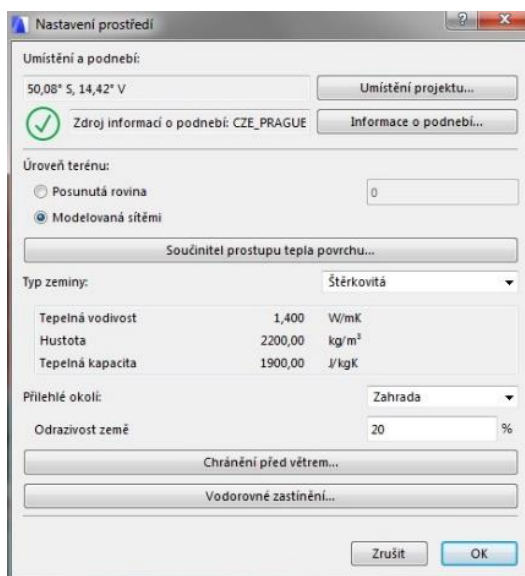 Nastavení prostředí
Umístění a podnebí:
50,08° S, 14,42° V
Umístění projektu...
Zdroj informací o podnebí: CZE_PRAGUE
Informace o podnebí...
Úroveň terénu:
Posunutá rovina
0
Modelovaná sítěmi
Součinitel prostupu tepla povrchu...
Typ zeminy:
Štěrkovitá
Tepelná vodivost 1,400 W/mK
Hustota 2200,00 kg/m³
Tepelná kapacita 1900,00 J/kgK
Přilehlé okolí:
Zahrada
Odrazivost země 20 %
Chránění před větrem...
Vodorovné zastínění...
Zrušit
OK